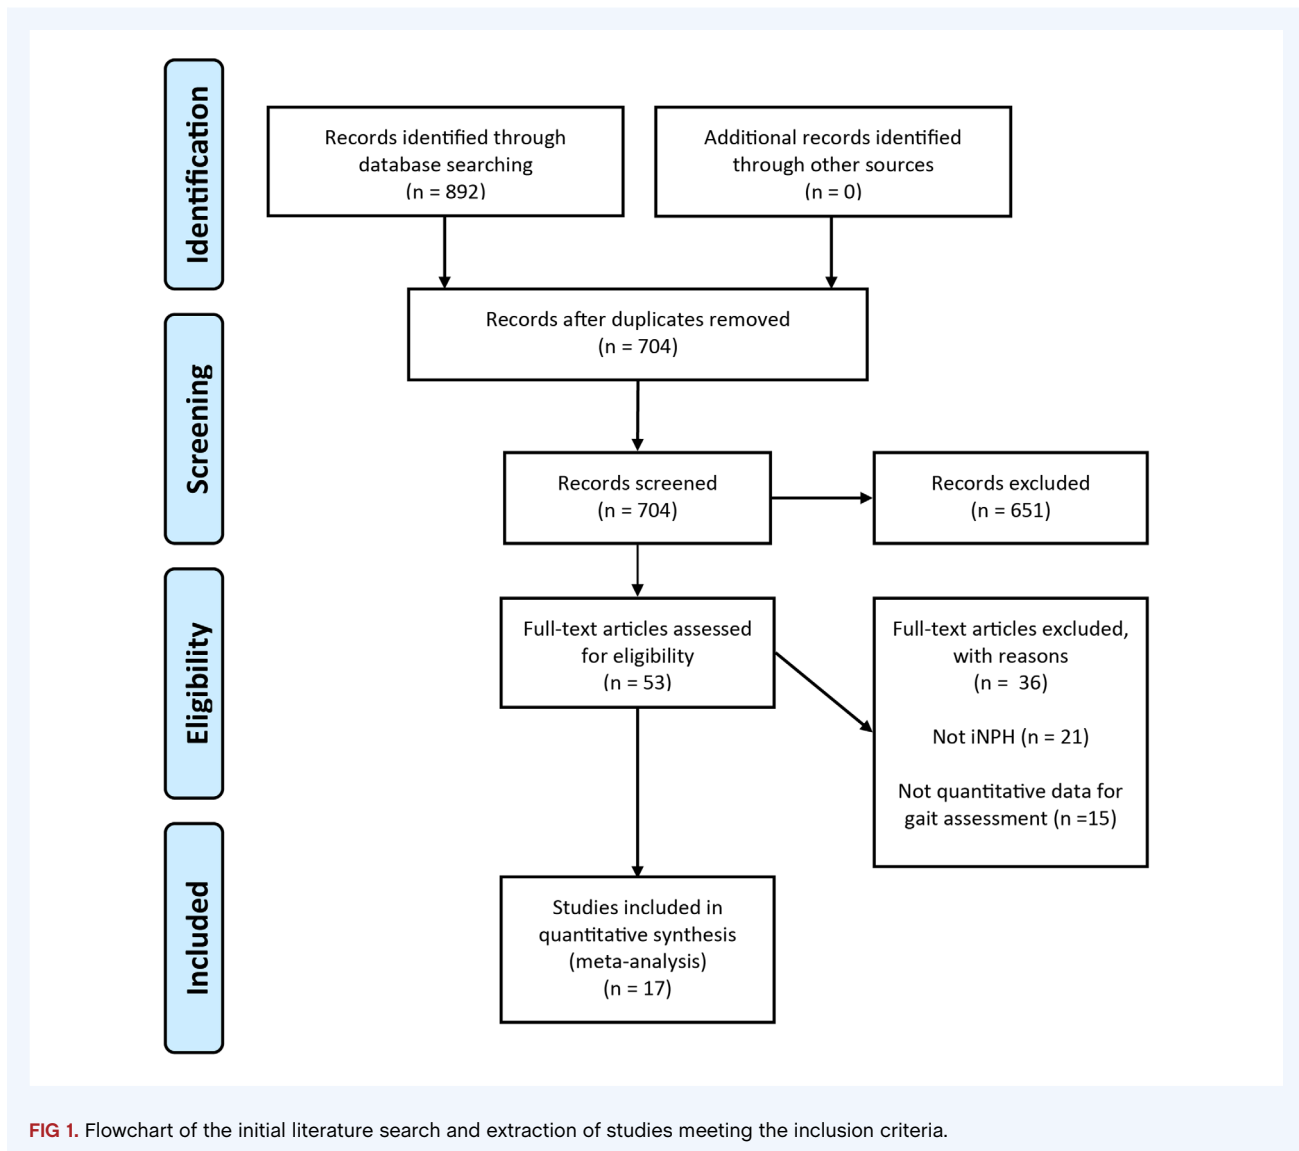 Identification
Records identified through
database searching
(n = 892)
Additional records identified
through other sources
(n = 0)
Records after duplicates removed
(n = 704)
Screening
Records screened
(n = 704)
Records excluded
(n = 651)
Eligibility
Full-text articles assessed
for eligibility
(n = 53)
Full-text articles excluded,
with reasons
(n =  36)
Not iNPH (n = 21)
Not quantitative data for
gait assessment (n =15)
Included
Studies included in
quantitative synthesis
(meta-analysis)
(n = 17)
FIG 1. Flowchart of the initial literature search and extraction of studies meeting the inclusion criteria.